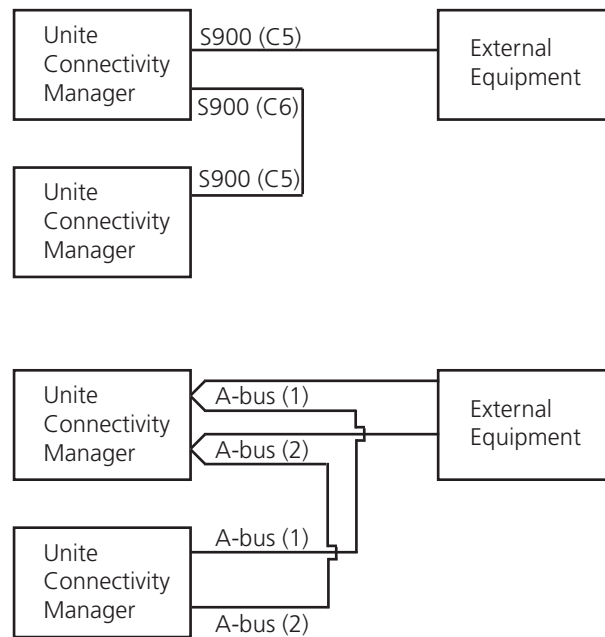 Unite
Connectivity
Manager
S900 (C5)
External
Equipment
S900 (C6)
Unite
Connectivity
Manager
S900 (C5)
Unite
Connectivity
Manager
A-bus (1)
External
Equipment
A-bus (2)
Unite
Connectivity
Manager
A-bus (1)
A-bus (2)